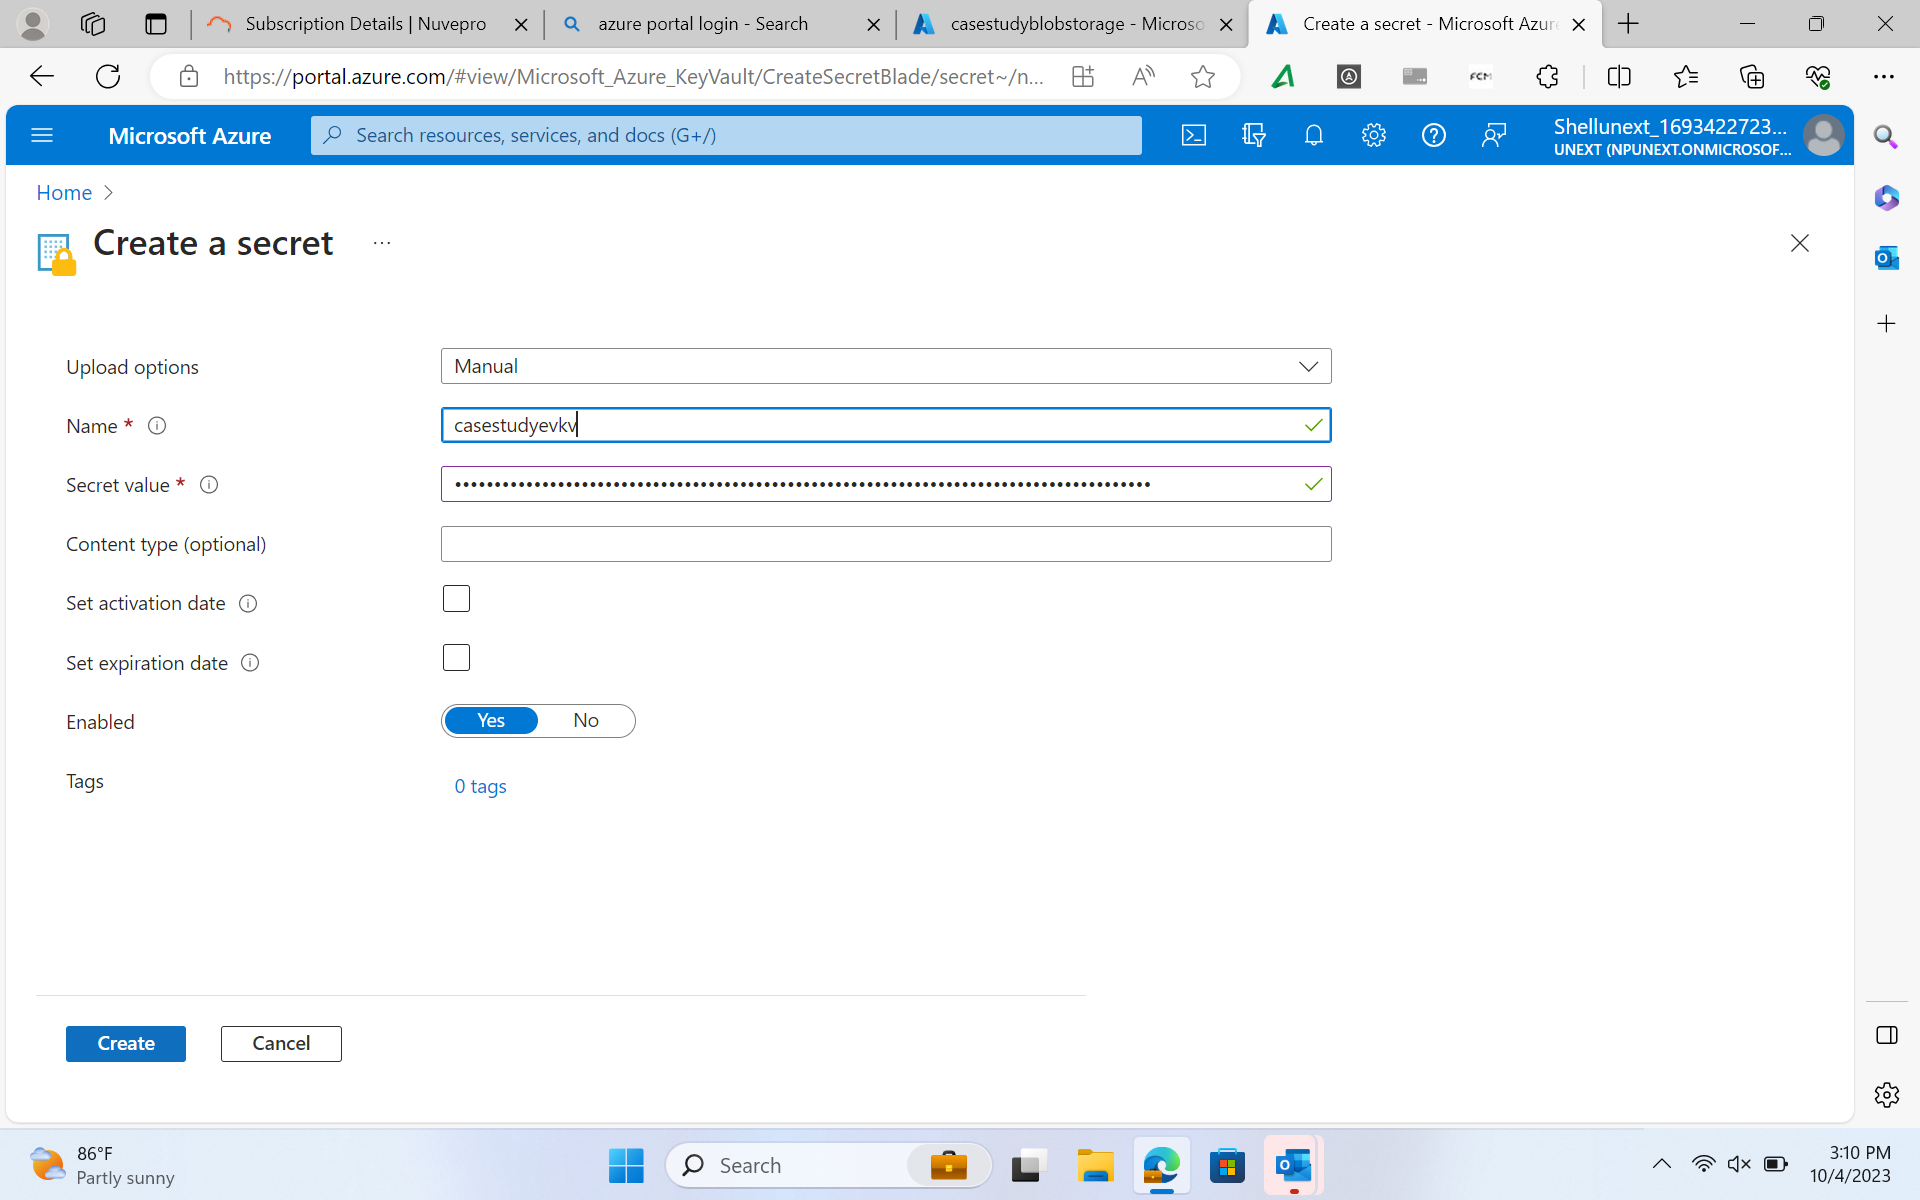 Subscription Details | Nuvepro
azure portal login - Search
casestudyblobstorage - Microso
Create a secret - Microsoft Azure
https://portal.azure.com/#view/Microsoft_Azure_KeyVault/CreateSecretBlade/secret~/n...
FCM
Microsoft Azure
Search resources, services, and docs (G+/)
Shellunext_1693422723...
UNEXT (NPUNEXT.ONMICROSOF...
Home
Create a secret
Upload options
Manual
Name *
casestudyevkv
Secret value *
Content type (optional)
Set activation date
Set expiration date
Enabled
Yes No
Tags
0 tags
Create
Cancel
86°F
Partly sunny
Search
3:10 PM
10/4/2023